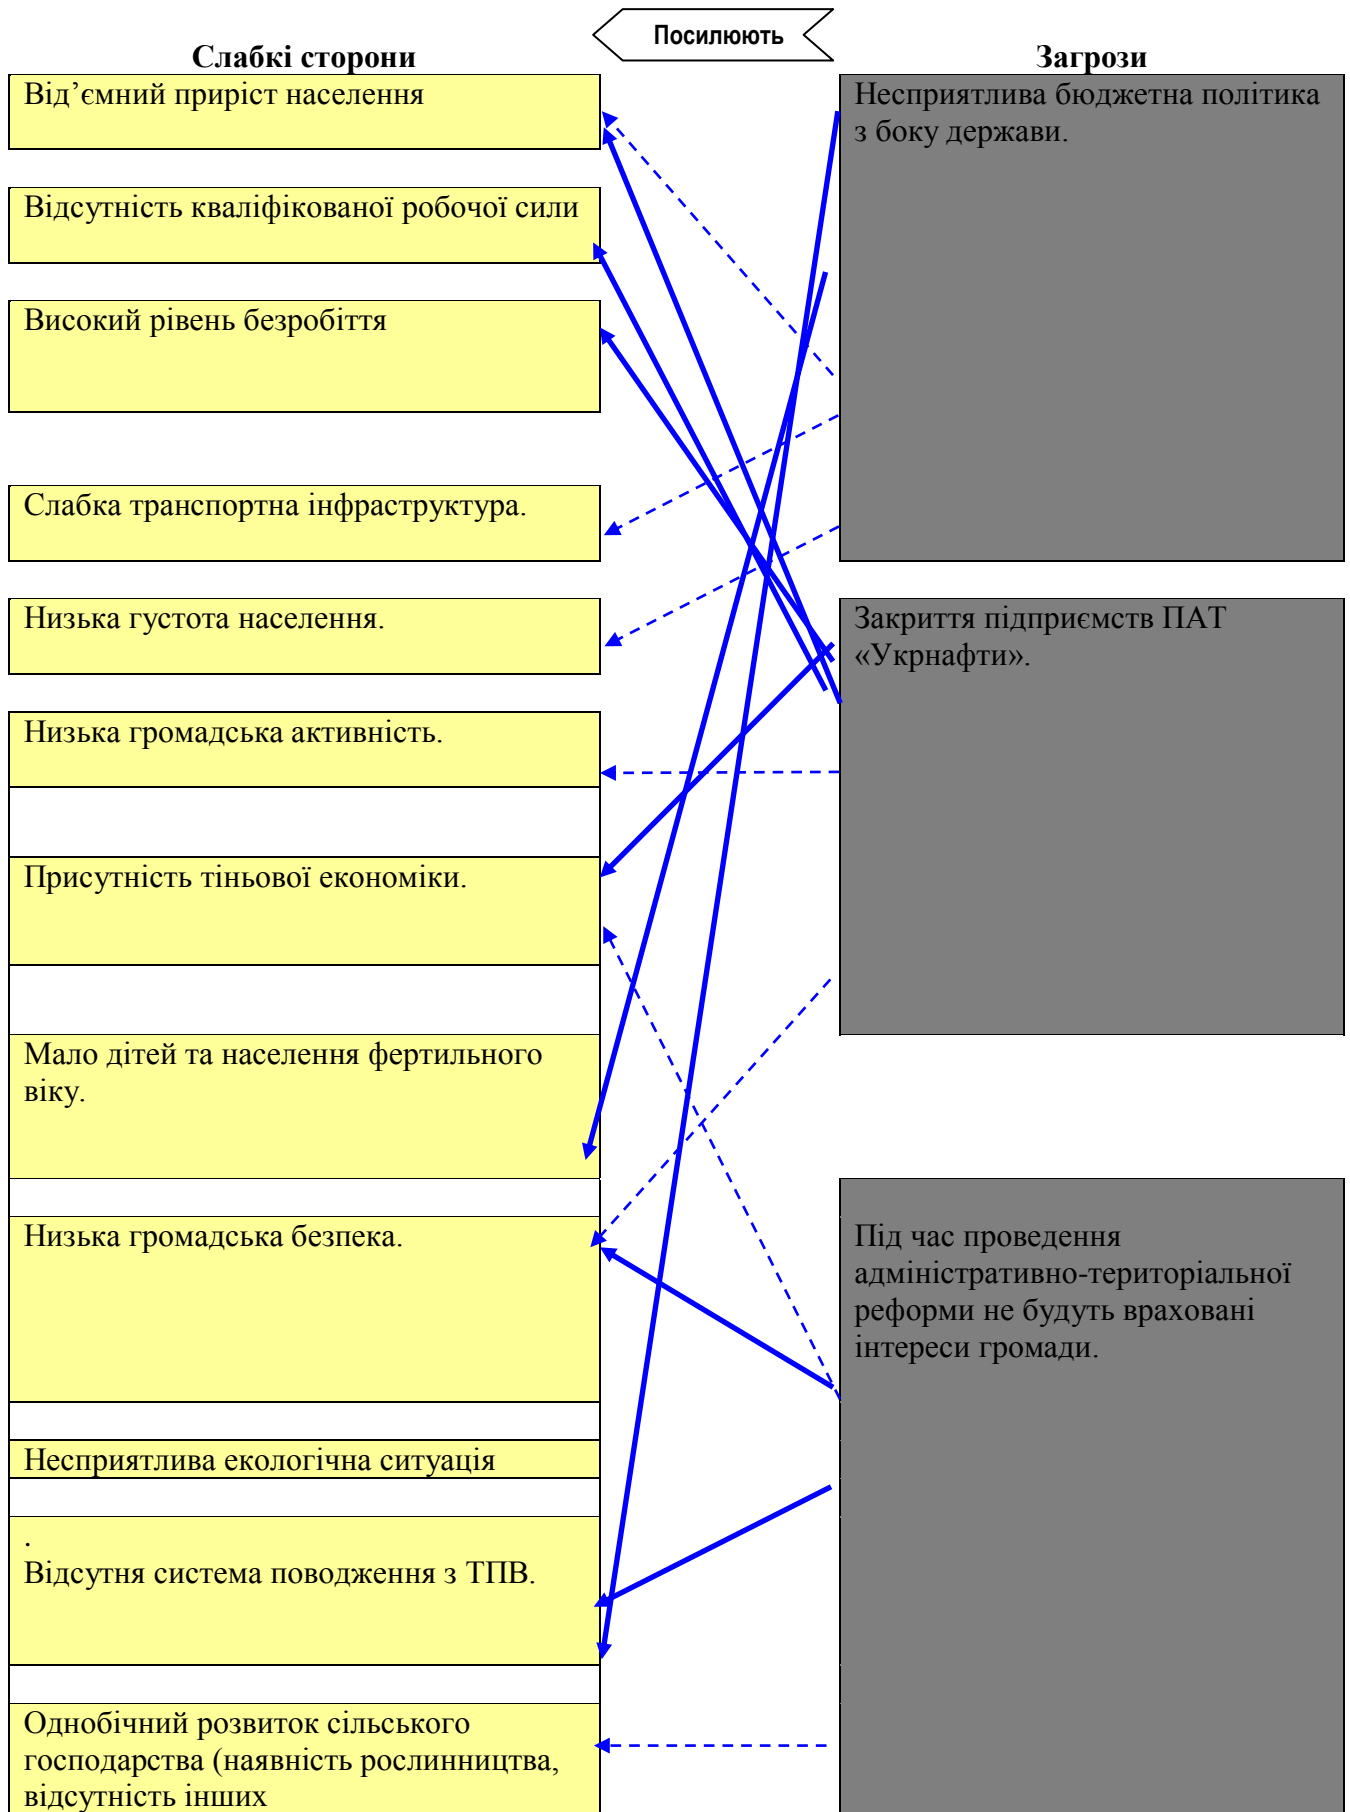 Посилюють
Слабкі сторони
Загрози
Від’ємний приріст населення
Відсутність кваліфікованої робочої сили
Високий рівень безробіття
Слабка транспортна інфраструктура.
Низька густота населення.
Низька громадська активність.
Присутність тіньової економіки.
Мало дітей та населення фертильного
віку.
Низька громадська безпека.
Несприятлива екологічна ситуація
.
Відсутня система поводження з ТПВ.
Однобічний розвиток сільського
господарства (наявність рослинництва,
відсутність інших
Несприятлива бюджетна політика
з боку держави.
Закриття підприємств ПАТ
«Укрнафти».
Під час проведення
адміністративно-територіальної
реформи не будуть враховані
інтереси громади.